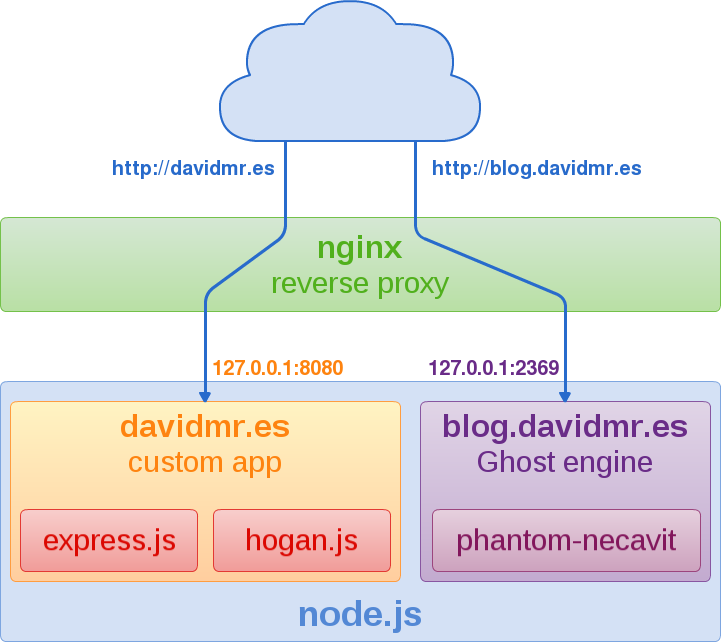 http://davidmr.es
http://blog.davidmr.es
nginx
reverse proxy
127.0.0.1:8080
127.0.0.1:2369
davidmr.es
custom app
express.js
hogan.js
blog.davidmr.es
Ghost engine
phantom-necavit
node.js